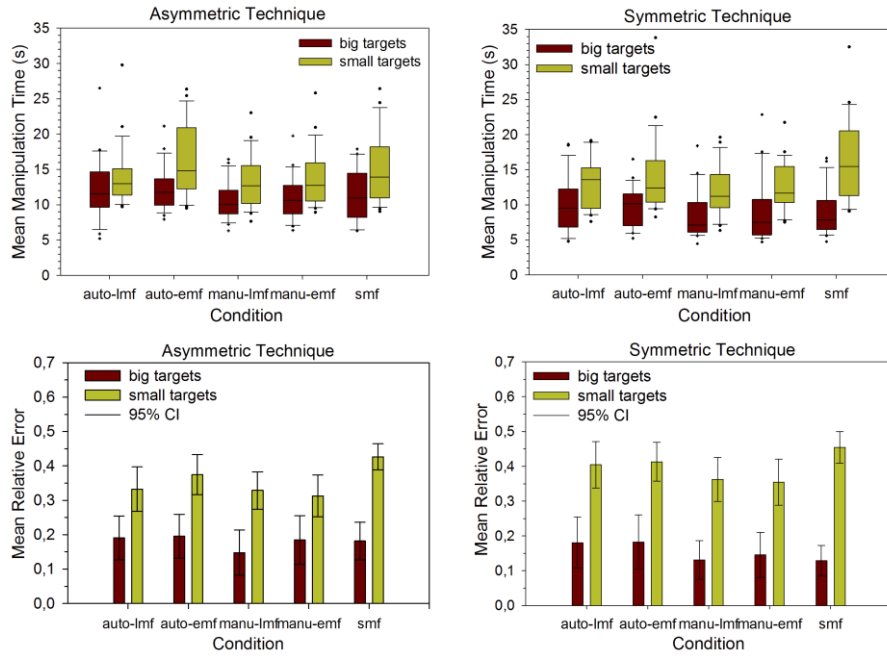 Asymmetric Technique
Mean Manipulation Time (s)
35
30
25
20
15
10
5
0
big targets
small targets
auto-lmf auto-emf manu-lmf manu-emf smf
Condition
Symmetric Technique
Mean Manipulation Time (s)
35
30
25
20
15
10
5
0
big targets
small targets
auto-lmf auto-emf manu-lmf manu-emf smf
Condition
Asymmetric Technique
Mean Relative Error
0,7
0,6
0,5
0,4
0,3
0,2
0,1
0,0
big targets
small targets
95% CI
auto-lmf auto-emf manu-lmf manu-emf smf
Condition
Symmetric Technique
Mean Relative Error
0,7
0,6
0,5
0,4
0,3
0,2
0,1
0,0
big targets
small targets
95% CI
auto-lmf auto-emf manu-lmf manu-emf smf
Condition